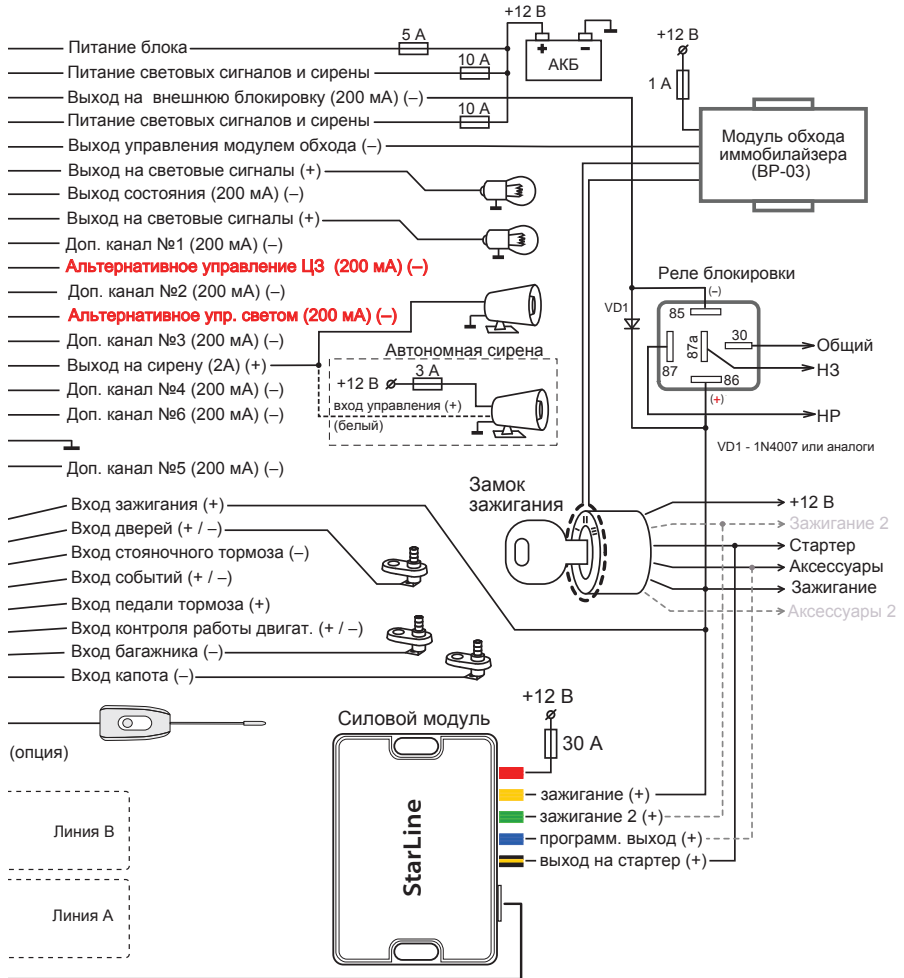 +12 В
5 А
Питание блока
АКБ
+12 В
10 А
Питание световых сигналов и сирены
1 А
Выход на внешнюю блокировку (200 мА) (–)
10 А
Питание световых сигналов и сирены
Выход управления модулем обхода (–)
Модуль обхода
иммобилайзера
(BP-03)
Выход на световые сигналы (+)
Выход состояния (200 мА) (–)
Выход на световые сигналы (+)
Доп. канал №1 (200 мА) (–)
Альтернативное управление ЦЗ (200 мА) (–)
Доп. канал №2 (200 мА) (–)
Альтернативное упр. светом (200 мА) (–)
Доп. канал №3 (200 мА) (–)
Выход на сирену (2А) (+)
Доп. канал №4 (200 мА) (–)
Доп. канал №6 (200 мА) (–)
Доп. канал №5 (200 мА) (–)
Автономная сирена
+12 В
3 А
вход управления (+)
(белый)
Реле блокировки
(–)
85
VD1
87
87а
30
86
(+)
Общий
НЗ
НР
VD1 - 1N4007 или аналоги
Замок
зажигания
I
II
III
+12 В
Зажигание 2
Стартер
Аксессуары
Зажигание
Аксессуары 2
Вход зажигания (+)
Вход дверей (+ / –)
Вход стояночного тормоза (–)
Вход событий (+ / –)
Вход педали тормоза (+)
Вход контроля работы двигат. (+ / –)
Вход багажника (–)
Вход капота (–)
(опция)
Линия В
Линия А
Силовой модуль
StarLine
+12 В
30 А
зажигание (+)
зажигание 2 (+)
программ. выход (+)
выход на стартер (+)